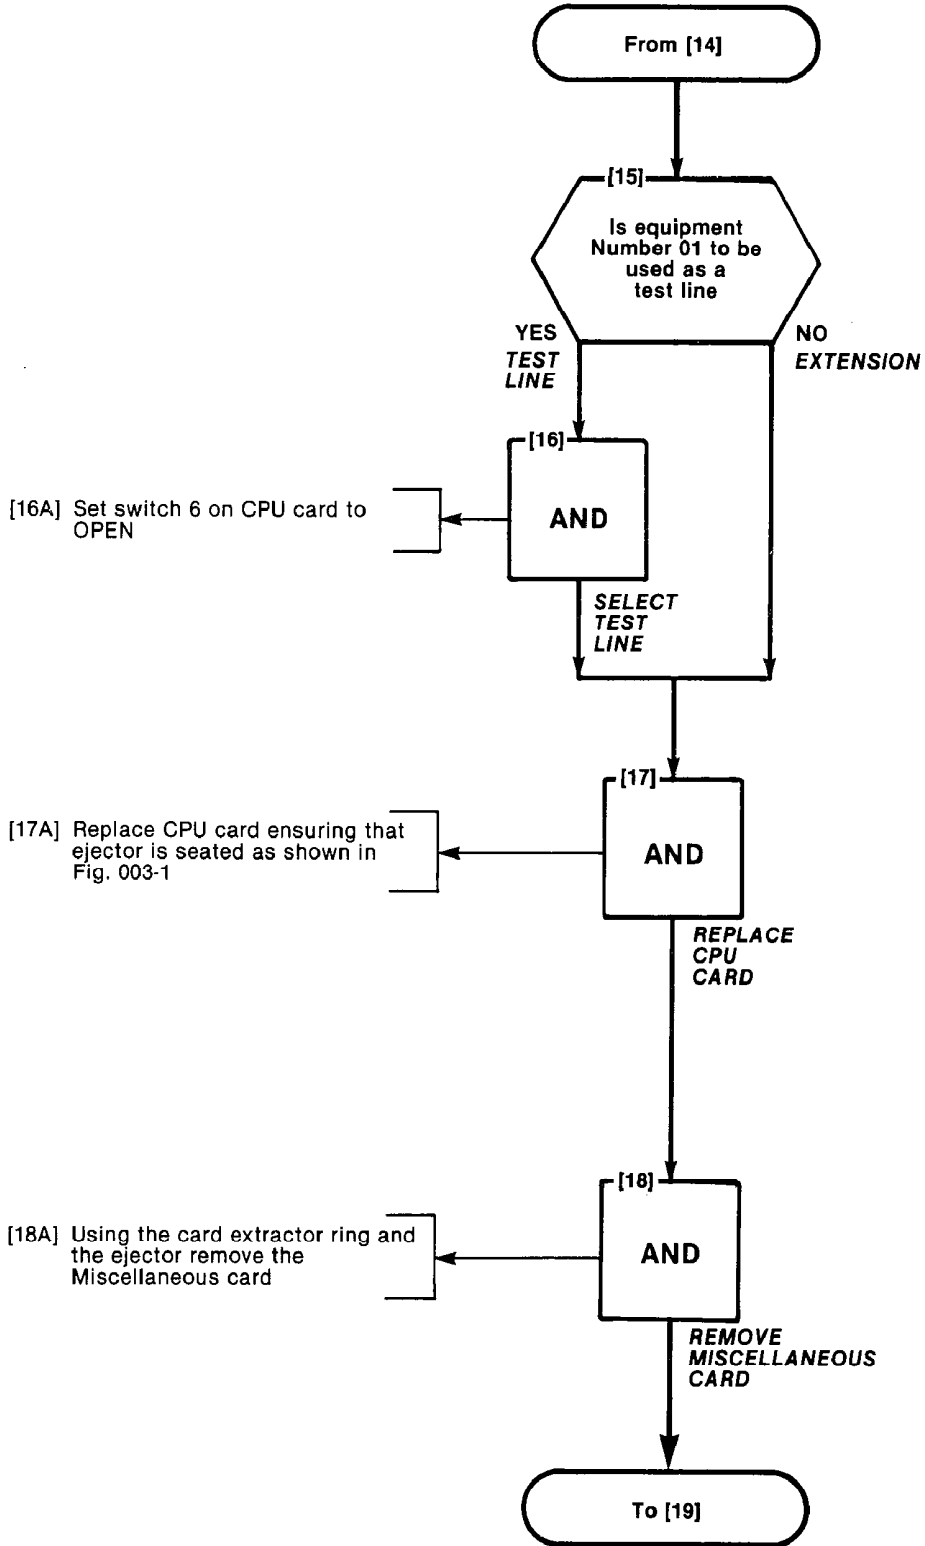 From [14]
[15]
Is equipment
Number 01 to be
used as a
test line
YES
TEST
LINE
NO
EXTENSION
[16]
AND
[16A] Set switch 6 on CPU card to
OPEN
SELECT
TEST
LINE
[17]
AND
[17A] Replace CPU card ensuring that
ejector is seated as shown in
Fig. 003-1
REPLACE
CPU
CARD
[18]
AND
[18A] Using the card extractor ring and
the ejector remove the
Miscellaneous card
REMOVE
MISCELLANEOUS
CARD
To [19]